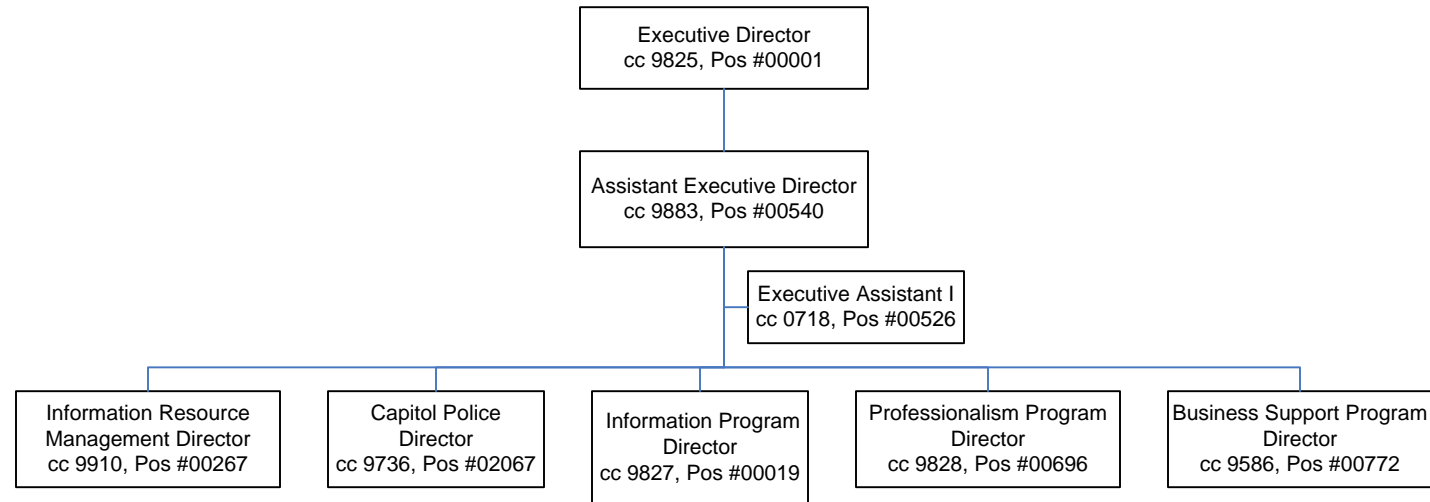 Executive Director
cc 9825, Pos #00001
Assistant Executive Director
cc 9883, Pos #00540
Executive Assistant I
cc 0718, Pos #00526
Information Resource
Management Director
cc 9910, Pos #00267
Capitol Police
Director
cc 9736, Pos #02067
Information Program
Director
cc 9827, Pos #00019
Professionalism Program
Director
cc 9828, Pos #00696
Business Support Program
Director
cc 9586, Pos #00772